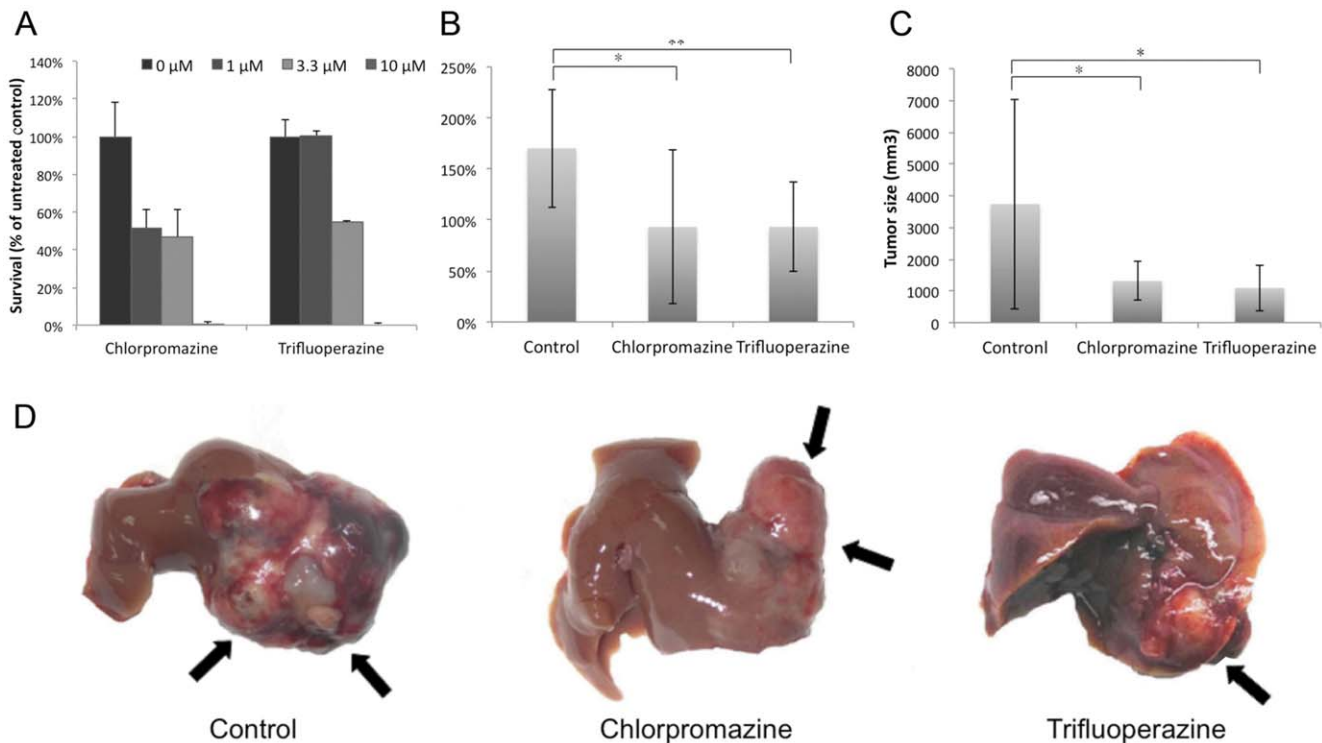 A
0 µM 1 µM 3.3 µM 10 µM
Survival (% of untreated control)
140%
120%
100%
80%
60%
40%
20%
0%
Chlorpromazine Trifluoperazine
B
**
*
250%
200%
150%
100%
50%
0%
Control Chlorpromazine Trifluoperazine
C
*
*
Tumor size (mm3)
8000
7000
6000
5000
4000
3000
2000
1000
0
Contronl Chlorpromazine Trifluoperazine
D
Control Chlorpromazine Trifluoperazine